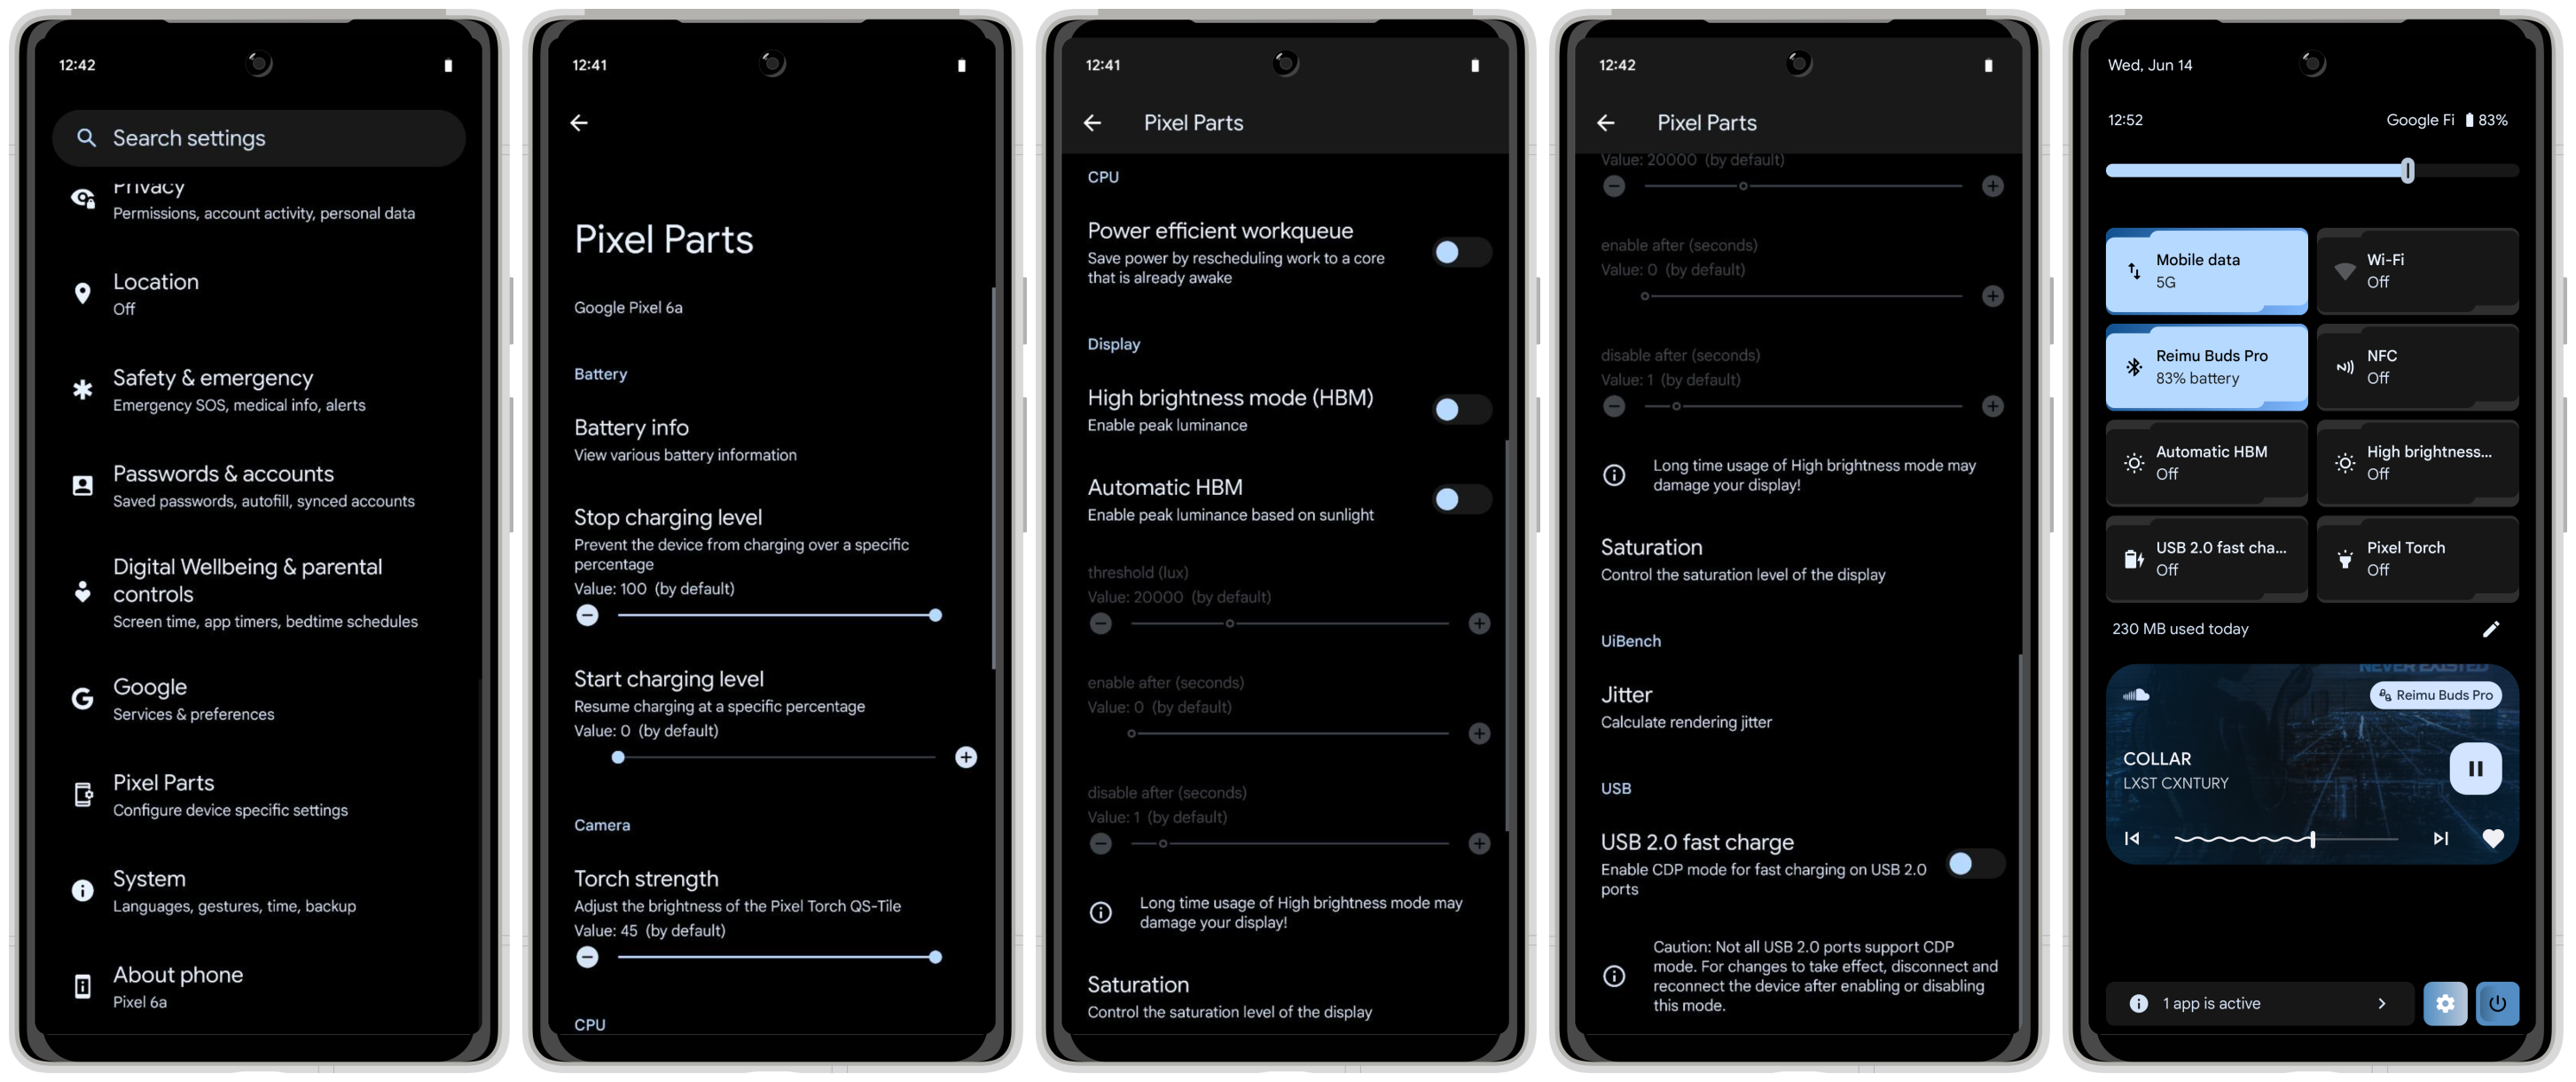 12:42
Search settings
Privacy
Permissions, account activity, personal data
Location
Off
Safety & emergency
Emergency SOS, medical info, alerts
Passwords & accounts
Saved passwords, autofill, synced accounts
Digital Wellbeing & parental
controls
Screen time, app timers, bedtime schedules
Google
Services & preferences
Pixel Parts
Configure device specific settings
System
Languages, gestures, time, backup
About phone
Pixel 6a
12:41
Pixel Parts
Google Pixel 6a
Battery
Battery info
View various battery information
Stop charging level
Prevent the device from charging over a specific
percentage
Value: 100 (by default)
Start charging level
Resume charging at a specific percentage
Value: 0 (by default)
Camera
Torch strength
Adjust the brightness of the Pixel Torch QS-Tile
Value: 45 (by default)
CPU
12:41
Pixel Parts
CPU
Power efficient workqueue
Save power by rescheduling work to a core
that is already awake
Display
High brightness mode (HBM)
Enable peak luminance
Automatic HBM
Enable peak luminance based on sunlight
threshold (lux)
Value: 20000 (by default)
enable after (seconds)
Value: 0 (by default)
disable after (seconds)
Value: 1 (by default)
Long time usage of High brightness mode may
damage your display!
Saturation
Control the saturation level of the display
12:42
Pixel Parts
Value: 20000 (by default)
enable after (seconds)
Value: 0 (by default)
disable after (seconds)
Value: 1 (by default)
Long time usage of High brightness mode may
damage your display!
Saturation
Control the saturation level of the display
UiBench
Jitter
Calculate rendering jitter
USB
USB 2.0 fast charge
Enable CDP mode for fast charging on USB 2.0
ports
Caution: Not all USB 2.0 ports support CDP
mode. For changes to take effect, disconnect and
reconnect the device after enabling or disabling
this mode.
Wed, Jun 14
12:52 Google Fi 83%
Mobile data
5G
Wi-Fi
Off
Reimu Buds Pro
83% battery
NFC
Off
Automatic HBM
Off
High brightness...
Off
USB 2.0 fast cha...
Off
Pixel Torch
Off
230 MB used today
NEVER EXISTED
Reimu Buds Pro
COLLAR
LXST CXNTURY
1 app is active